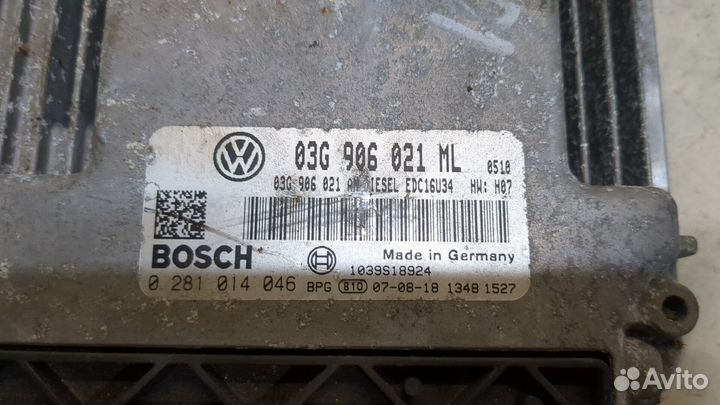 03G 906 021 ML 0510
03G 906 021 DIESEL EDC16U34 HW: H07
BOSCH Made in Germany
1039S18924
0 281 014 046 BPG 810 07-08-18 1348 1527
Avito